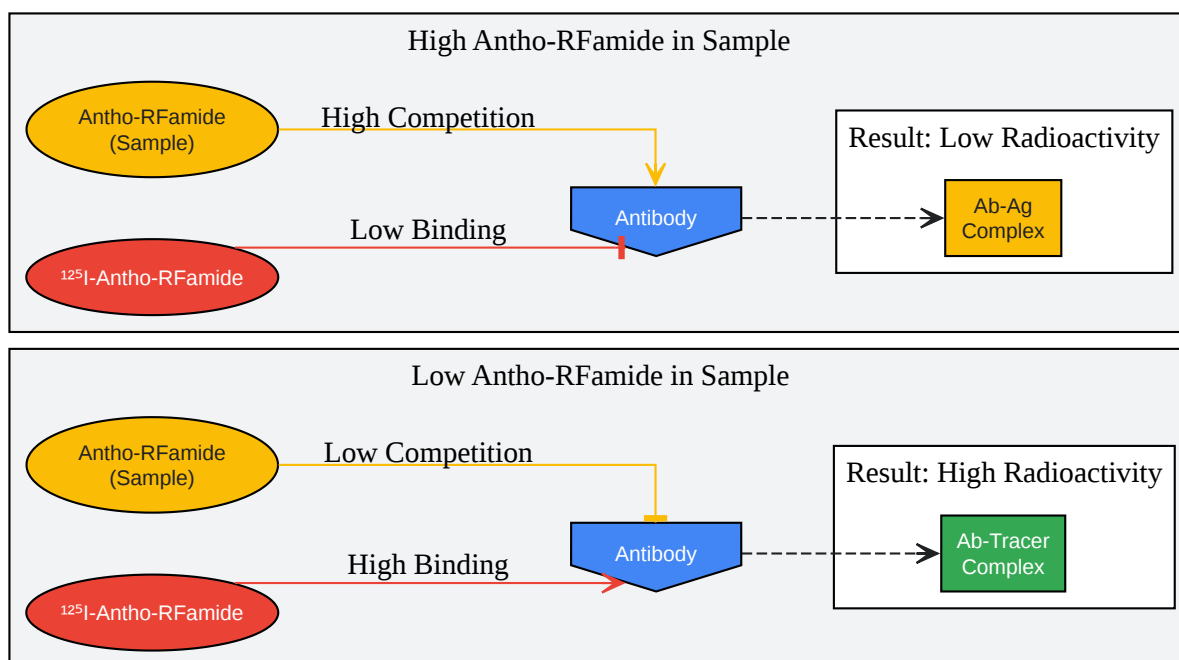 High Antho-RFamide in Sample
Antho-RFamide
(Sample)
High Competition
Result: Low Radioactivity
Antibody
Ab-Ag
Complex
Low Binding
¹²⁵I-Antho-RFamide
Low Antho-RFamide in Sample
Antho-RFamide
(Sample)
Low Competition
Result: High Radioactivity
Antibody
Ab-Tracer
Complex
High Binding
¹²⁵I-Antho-RFamide